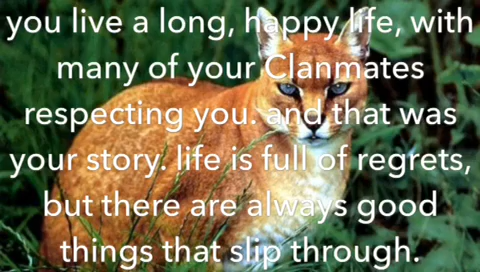 you live a long, happy life, with
many of your Clanmates
respecting you. and that was
your story. life is full of regrets,
but there are always good
things that slip through.